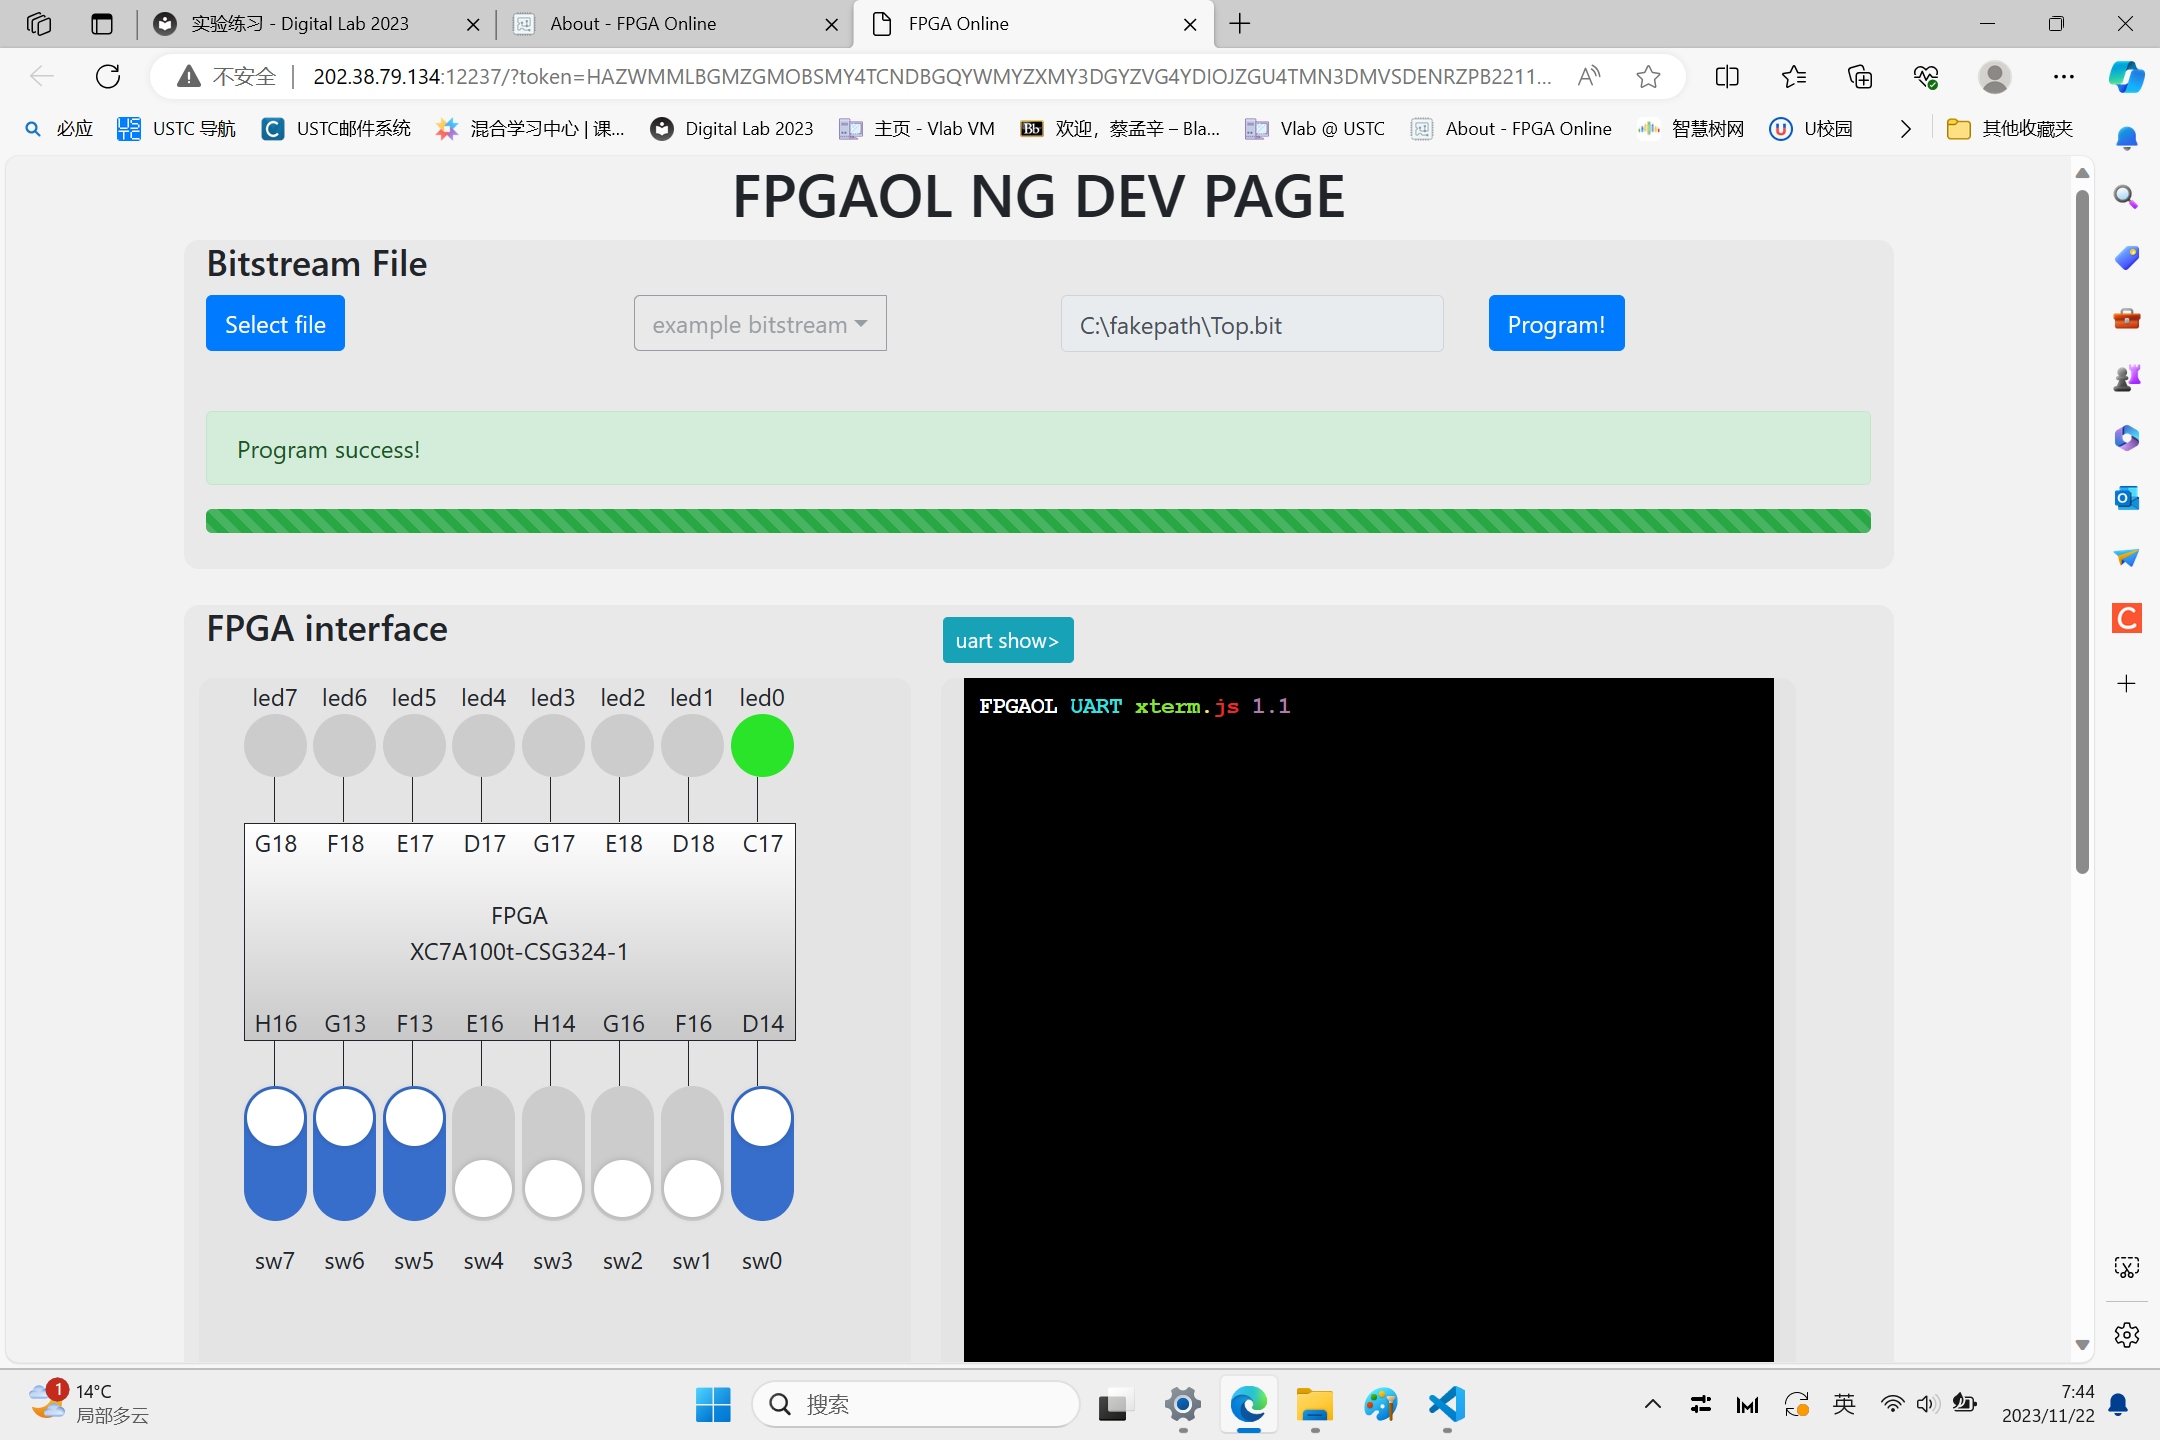 实验练习 - Digital Lab 2023
About - FPGA Online
FPGA Online
不安全
202.38.79.134:12237/?token=HAZWMMLBGMZGMOBSMY4TCNDBGQYWMYZXMY3DGYZVG4YDIOJZGU4TMN3DMVSDENRZPB2211...
必应
USTC 导航
USTC邮件系统
混合学习中心 | 课...
Digital Lab 2023
主页 - Vlab VM
Bb
欢迎，蔡孟辛 – Bla...
Vlab @ USTC
About - FPGA Online
智慧树网
U校园
其他收藏夹
FPGAOL NG DEV PAGE
Bitstream File
Select file
example bitstream
C:\fakepath\Top.bit
Program!
Program success!
FPGA interface
uart show>
led7 led6 led5 led4 led3 led2 led1 led0
FPGAOL UART xterm.js 1.1
G18 F18 E17 D17 G17 E18 D18 C17
FPGA
XC7A100t-CSG324-1
H16 G13 F13 E16 H14 G16 F16 D14
sw7 sw6 sw5 sw4 sw3 sw2 sw1 sw0
1
14°C
局部多云
搜索
英
7:44
2023/11/22